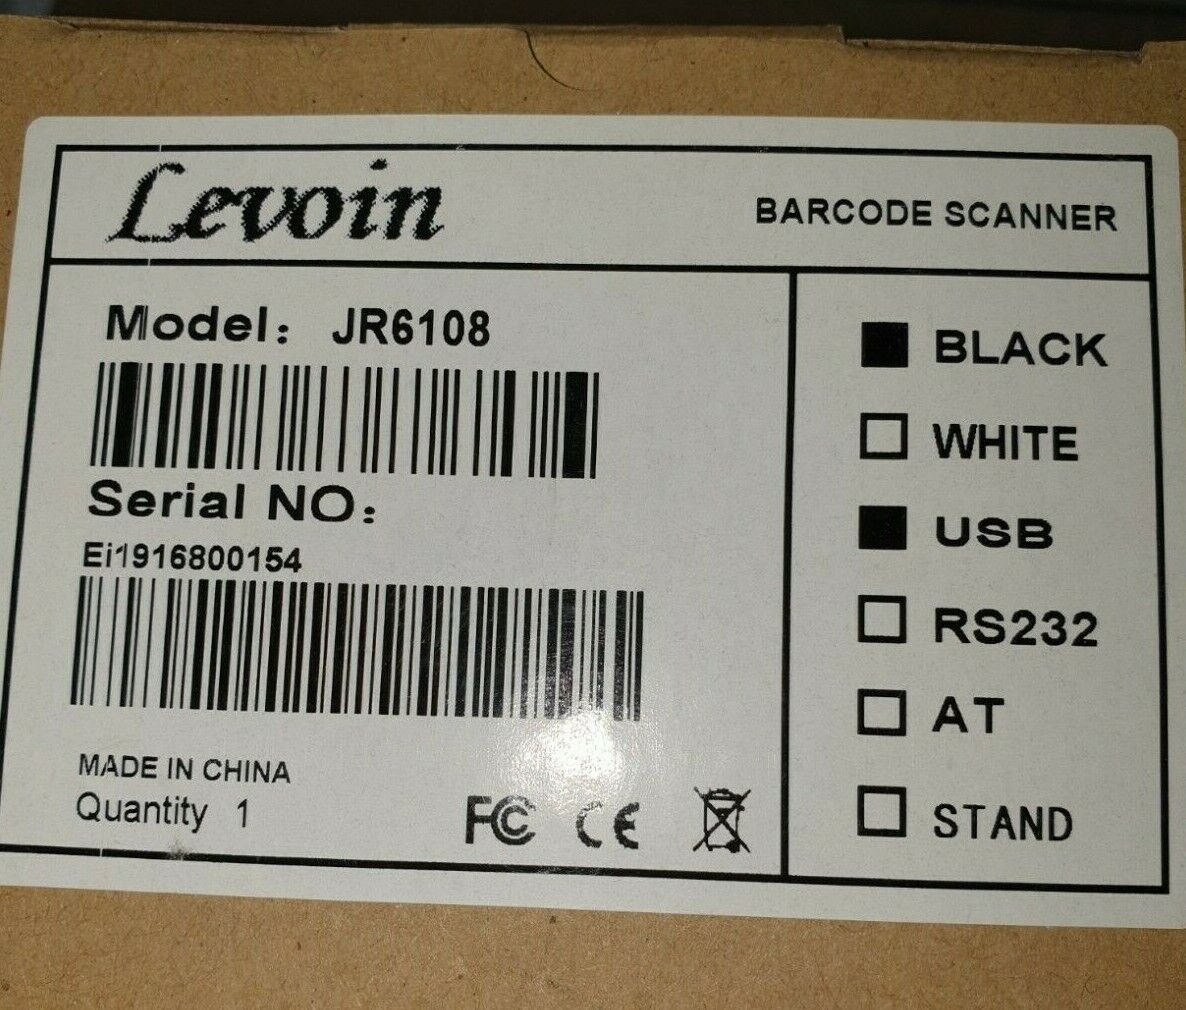 Levoin
BARCODE SCANNER
Model: JR6108
Serial NO:
Ei1916800154
MADE IN CHINA
Quantity 1
FC CE
BLACK
WHITE
USB
RS232
AT
STAND